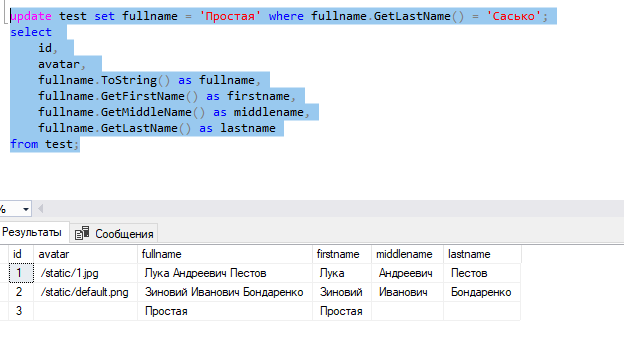 update test set fullname = 'Простая' where fullname.GetLastName() = 'Сасько';
select
id,
avatar,
fullname.ToString() as fullname,
fullname.GetFirstName() as firstname,
fullname.GetMiddleName() as middlename,
fullname.GetLastName() as lastname
from test;
%
Результаты Сообщения
id avatar fullname firstname middlename lastname
1 /static/1.jpg Лука Андреевич Пестов Лука Андреевич Пестов
2 /static/default.png Зиновий Иванович Бондаренко Зиновий Иванович Бондаренко
3 Простая Простая